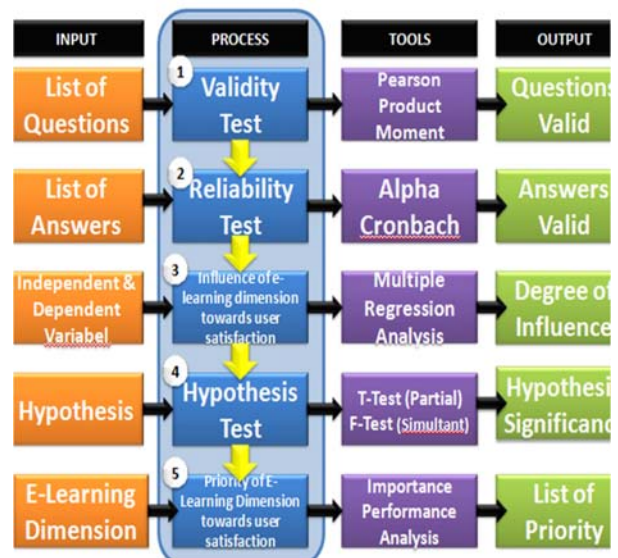 INPUT
PROCESS
TOOLS
OUTPUT
1
List of
Questions
Validity
Test
Pearson
Product
Moment
Questions
Valid
2
List of
Answers
Reliability
Test
Alpha
Cronbach
Answers
Valid
3
Independent &
Dependent
Variabel
Influence of e-
learning dimension
towards user
satisfaction
Multiple
Regression
Analysis
Degree of
Influence
4
Hypothesis
Hypothesis
Test
T-Test (Partial)
F-Test (Simultant)
Hypothesi
Significanc
5
E-Learning
Dimension
Priority of E-
Learning Dimension
towards user
satisfaction
Importance
Performance
Analysis
List of
Priority